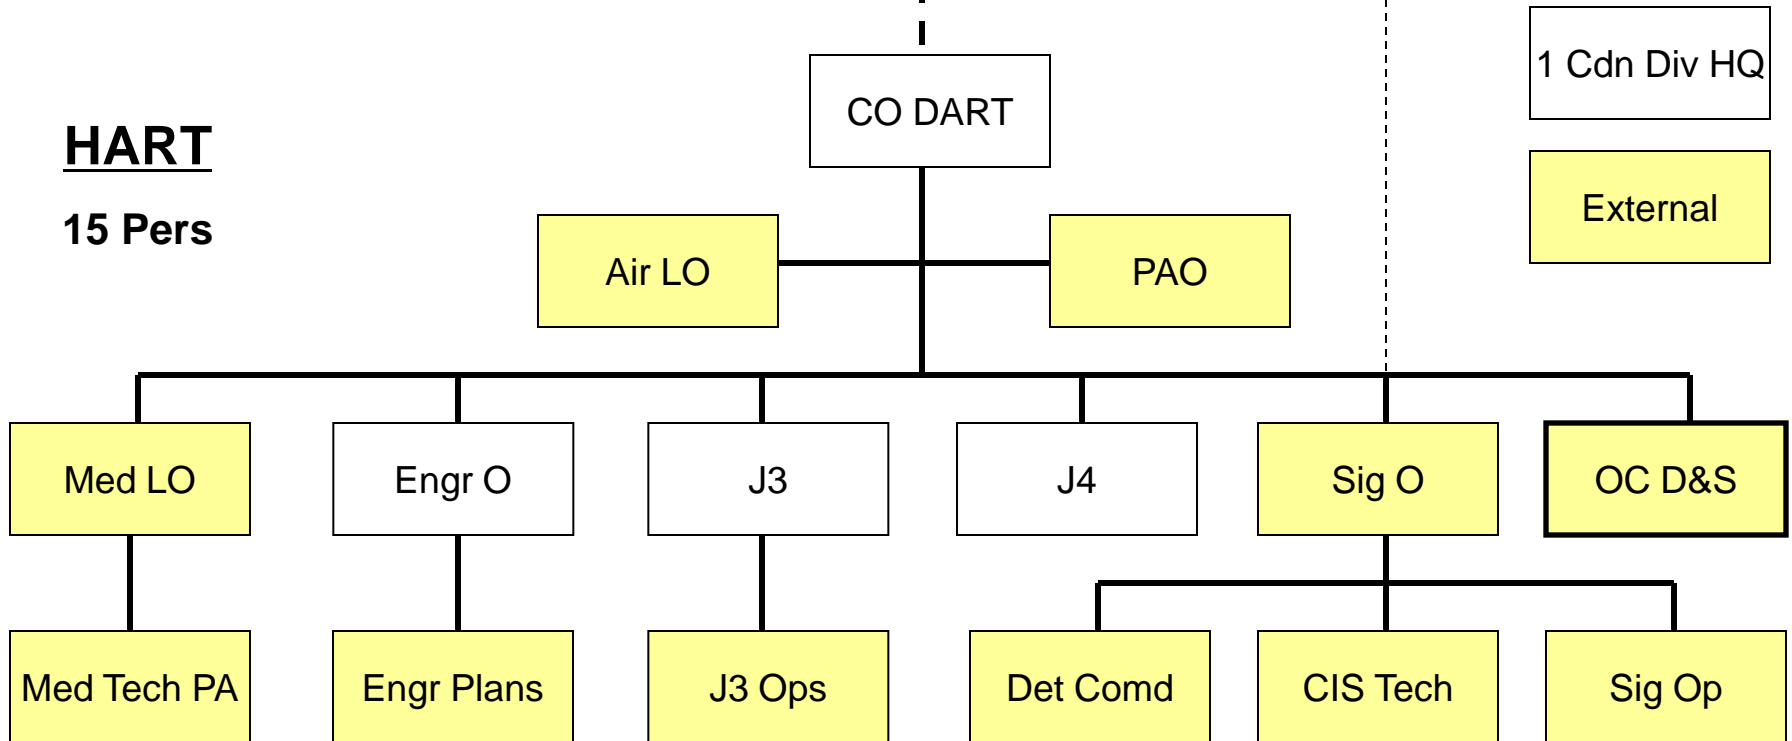 1 Cdn Div HQ
CO DART
HART
External
15 Pers
Air LO
PAO
Med LO
Engr O
J3
J4
Sig O
OC D&S
Med Tech PA
Engr Plans
J3 Ops
Det Comd
CIS Tech
Sig Op